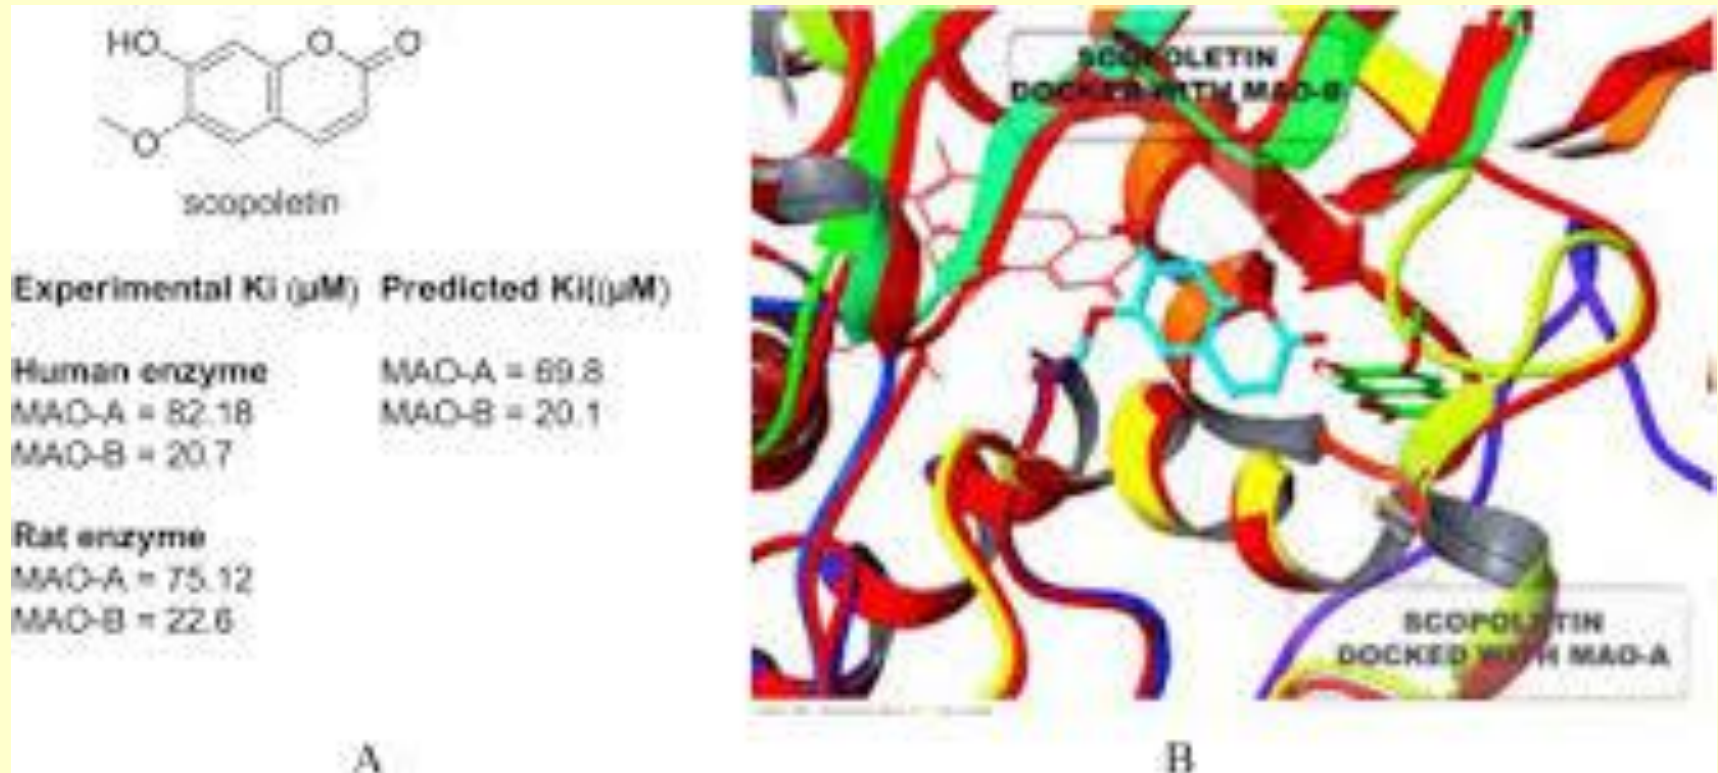 HO
O
O
O
scopoletin
Experimental Ki (µM) Predicted Ki((µM)
Human enzyme
MAO-A = 69.8
MAO-A = 82.18
MAO-B = 20.1
MAO-B = 20.7
Rat enzyme
MAO-A = 75.12
MAO-B = 22.6
SCOPOLETIN
DOCKED WITH MAO-B
SCOPOLETIN
DOCKED WITH MAO-A
A
B